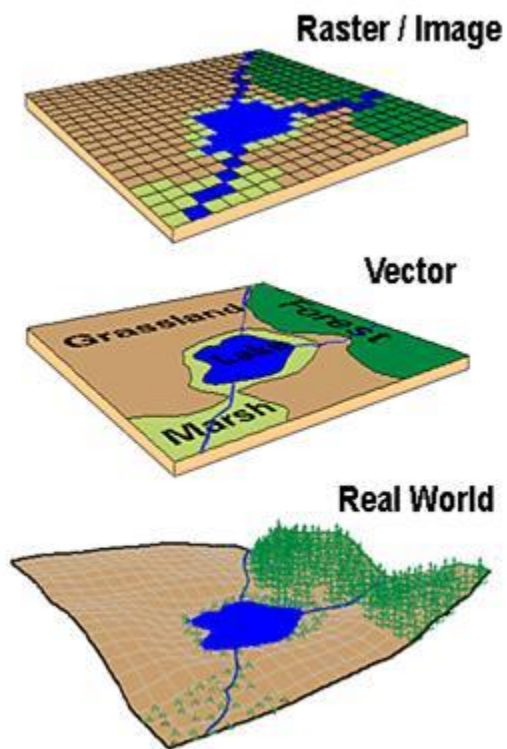 Raster / Image
Vector
Grassland
Forest
Lake
Marsh
Real World